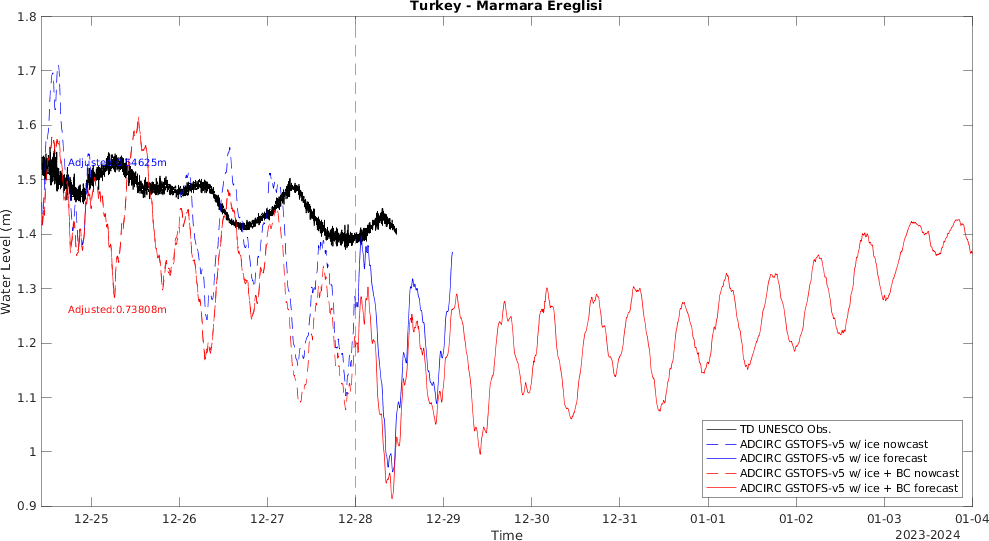 Turkey - Marmara Ereglisi
1.8
1.7
1.6
1.5
1.4
1.3
1.2
1.1
1
0.9
Water Level (m)
Adjusted:0.54625m
Adjusted:0.73808m
TD UNESCO Obs.
ADCIRC GSTOFS-v5 w/ ice nowcast
ADCIRC GSTOFS-v5 w/ ice forecast
ADCIRC GSTOFS-v5 w/ ice + BC nowcast
ADCIRC GSTOFS-v5 w/ ice + BC forecast
12-25 12-26 12-27 12-28 12-29 12-30 12-31 01-01 01-02 01-03 01-04
Time
2023-2024